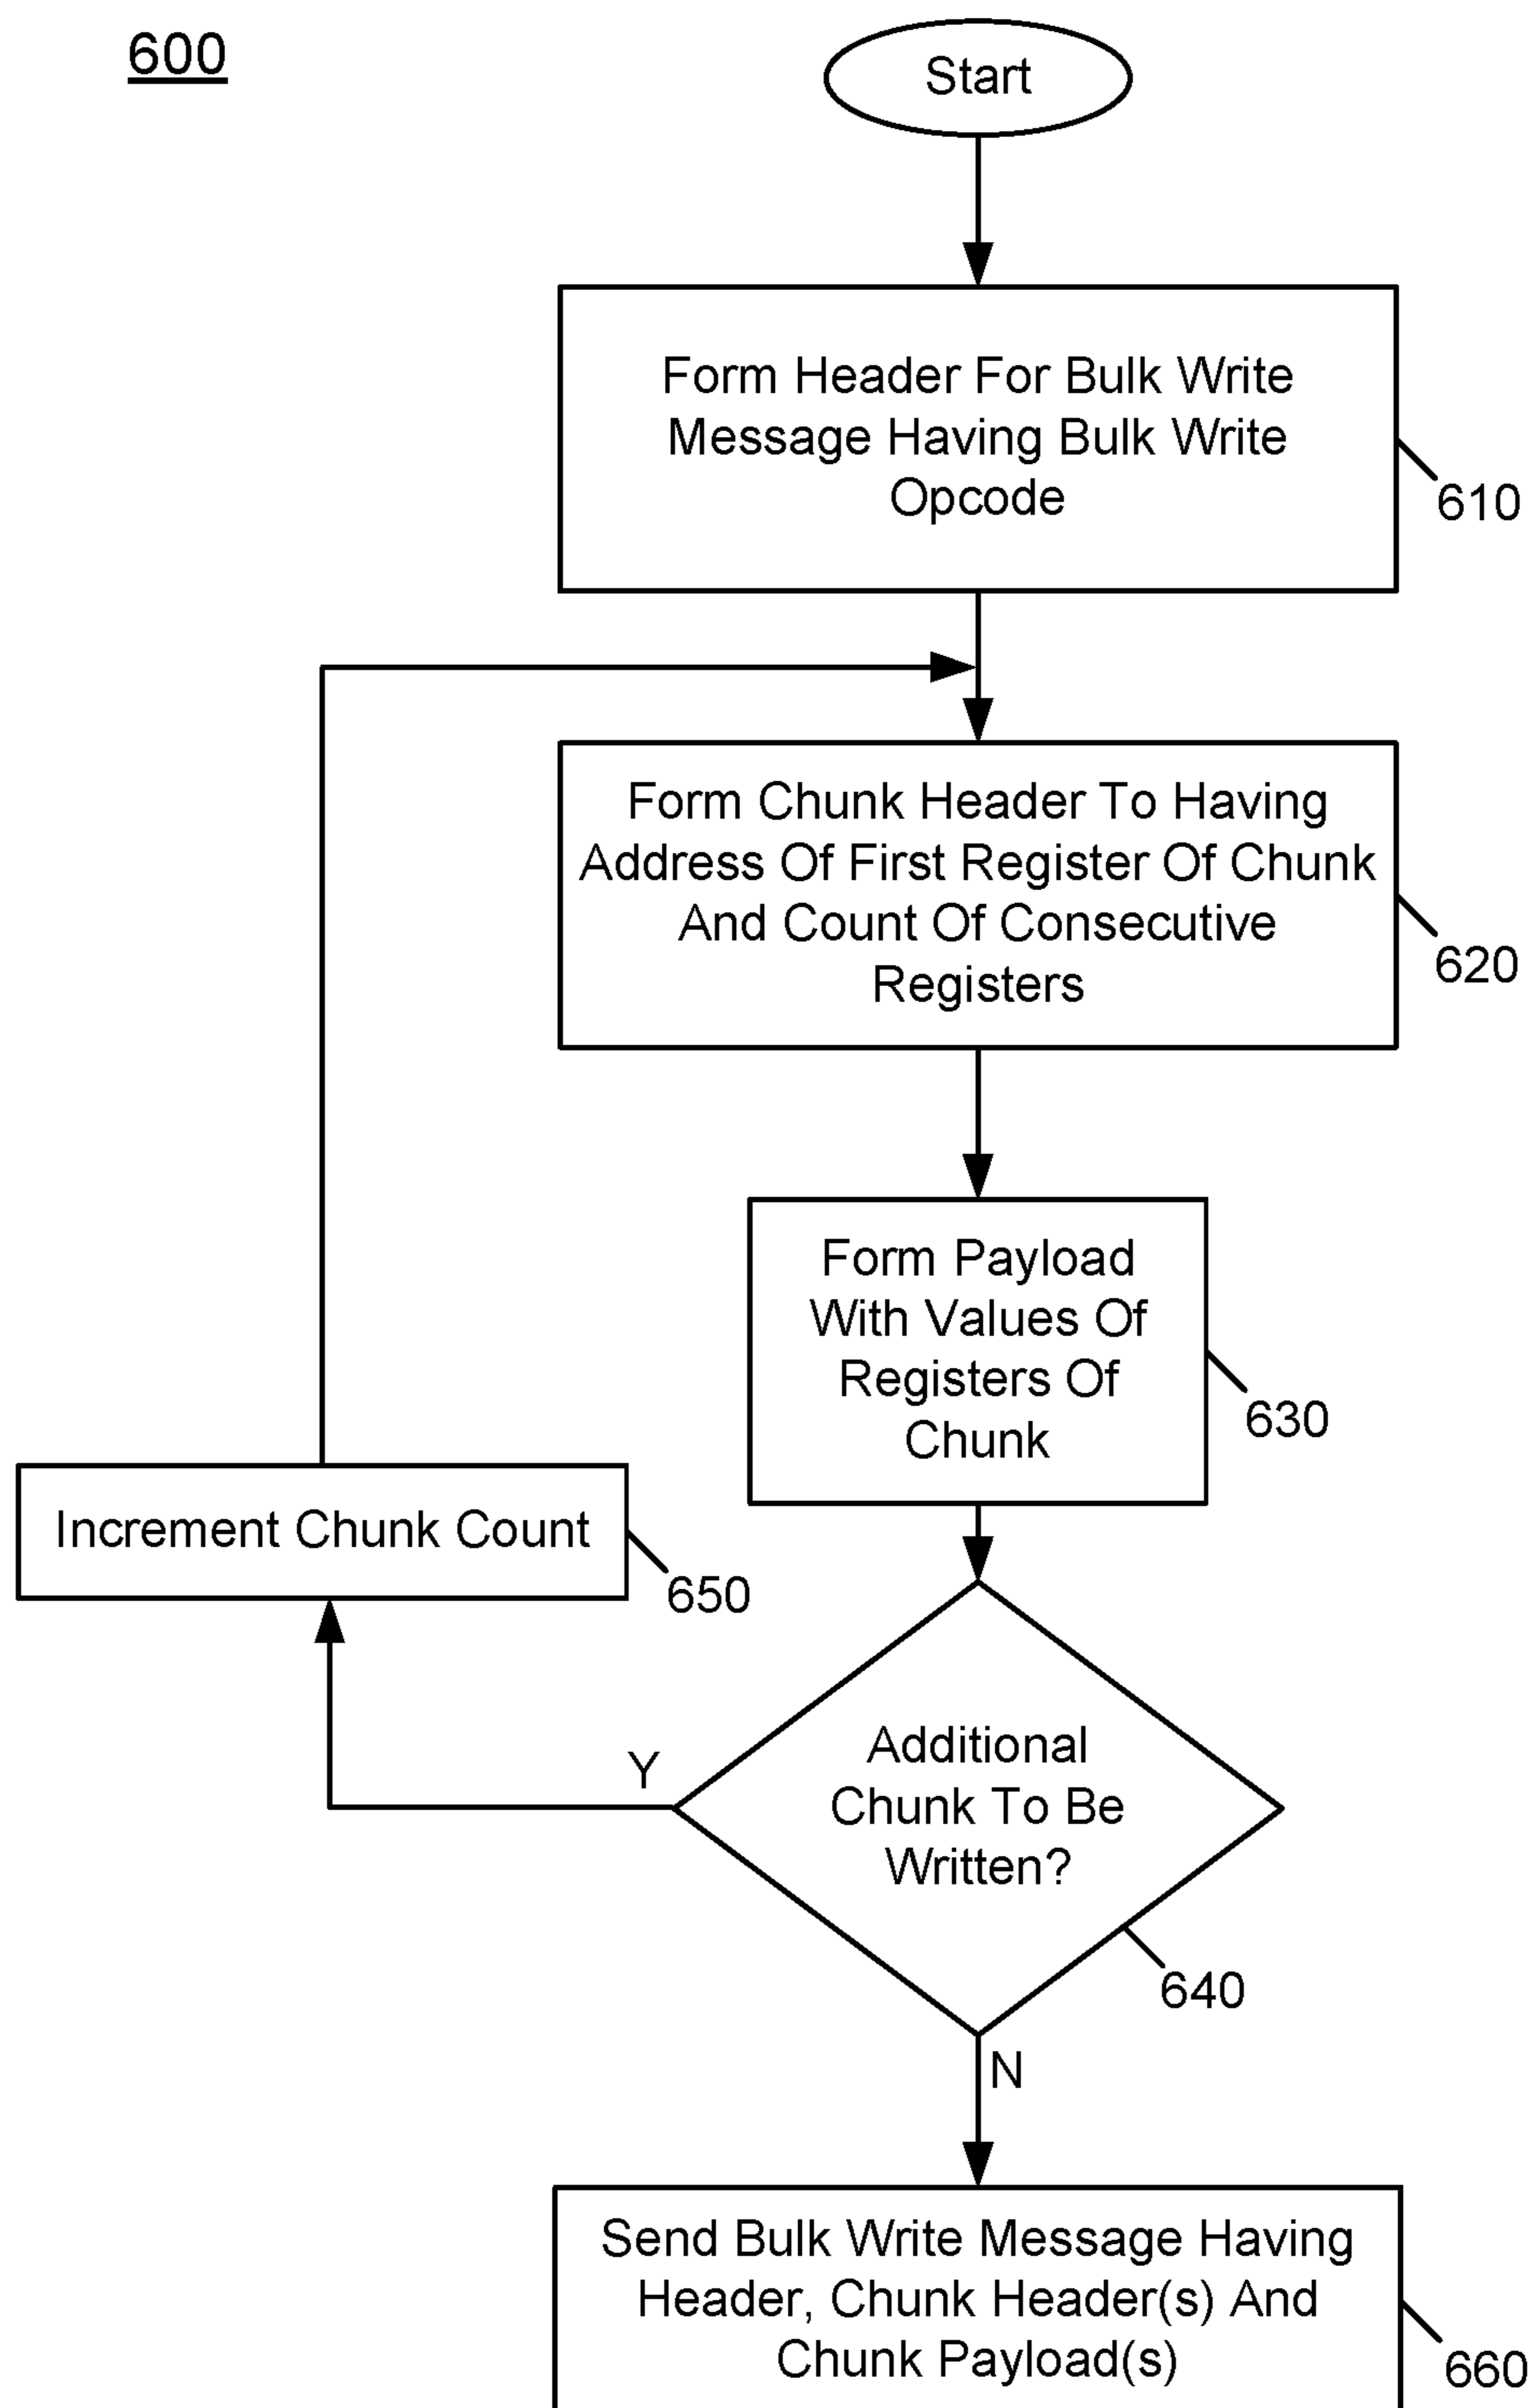 600
Start
Form Header For Bulk Write
Message Having Bulk Write
Opcode
610
Form Chunk Header To Having
Address Of First Register Of Chunk
And Count Of Consecutive
Registers
620
Form Payload
With Values Of
Registers Of
Chunk
630
Increment Chunk Count
650
Additional
Chunk To Be
Written?
Y
640
N
Send Bulk Write Message Having
Header, Chunk Header(s) And
Chunk Payload(s)
660